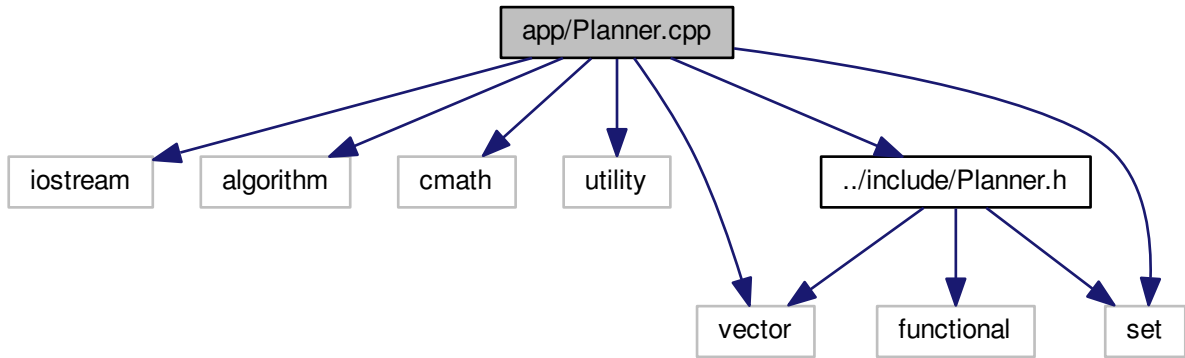 app/Planner.cpp
iostream
algorithm
cmath
utility
../include/Planner.h
vector
functional
set